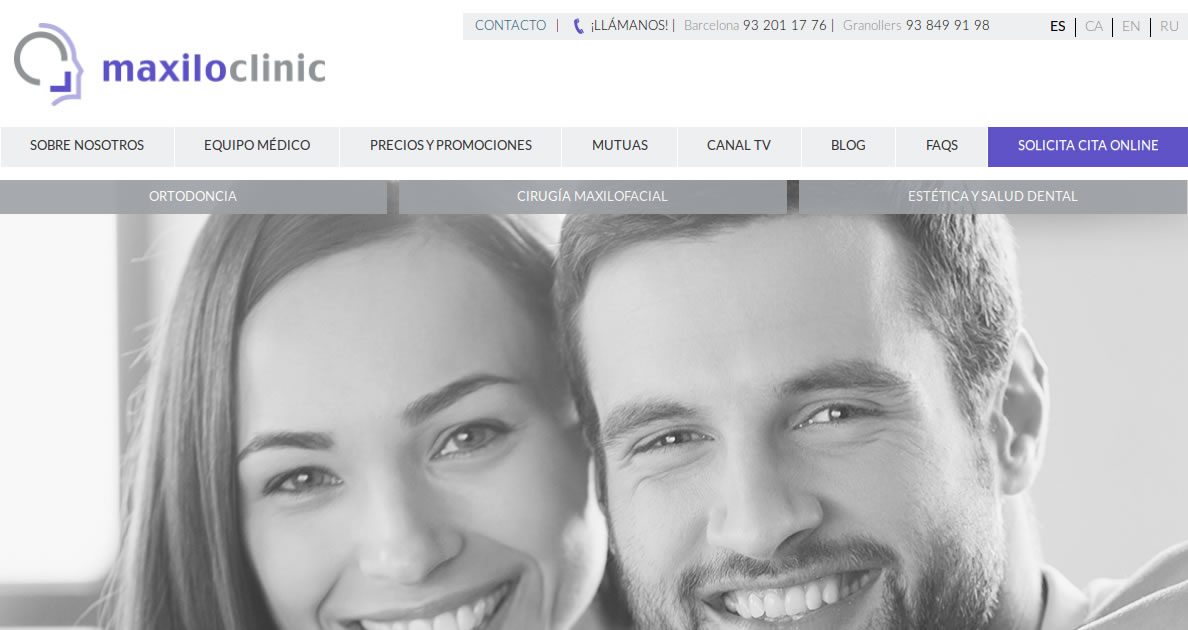 CONTACTO | ¡LLÁMANOS! | Barcelona 93 201 17 76 | Granollers 93 849 91 98 ES | CA | EN | RU
maxiloclinic
SOBRE NOSOTROS EQUIPO MÉDICO PRECIOS Y PROMOCIONES MUTUAS CANAL TV BLOG FAQS SOLICITA CITA ONLINE
ORTODONCIA CIRUGÍA MAXILOFACIAL ESTÉTICA Y SALUD DENTAL